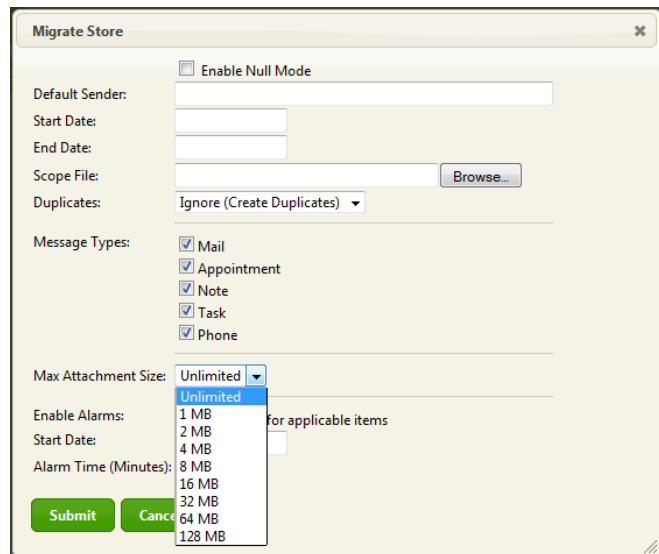 Migrate Store
Enable Null Mode
Default Sender:
Start Date:
End Date:
Scope File: Browse...
Duplicates: Ignore (Create Duplicates)
Message Types: Mail
Appointment
Note
Task
Phone
Max Attachment Size: Unlimited
Unlimited
Enable Alarms: 1 MB for applicable items
2 MB
Start Date: 4 MB
Alarm Time (Minutes): 8 MB
16 MB
32 MB
Submit 64 MB
128 MB